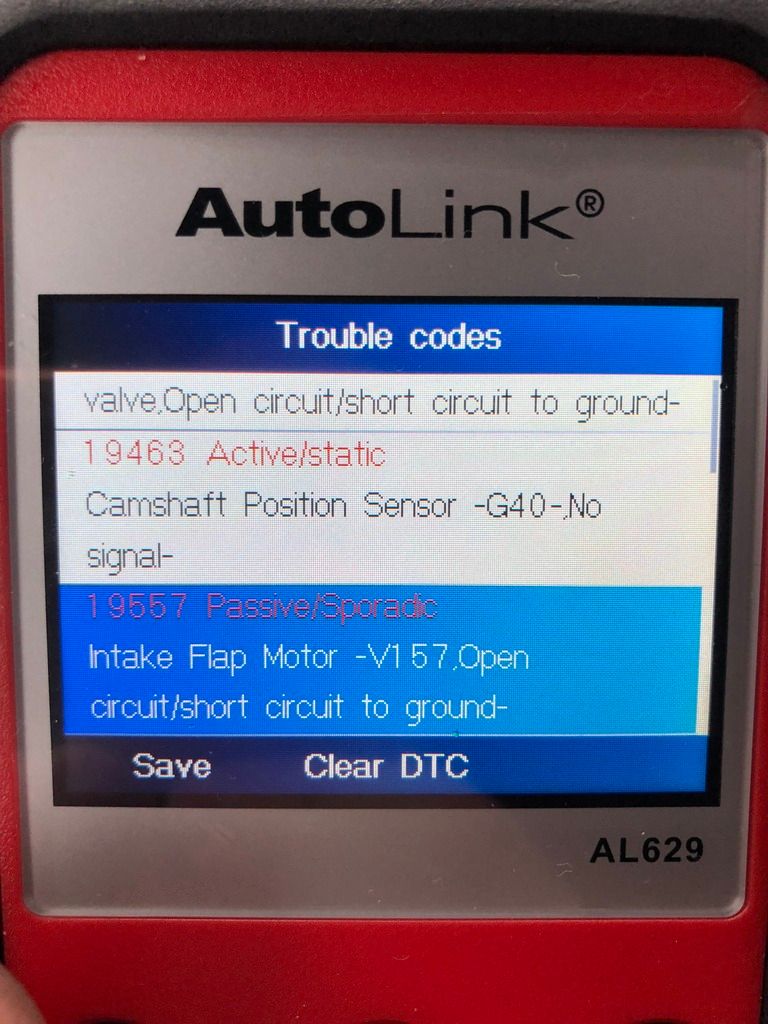 AutoLink®
Trouble codes
valve,Open circuit/short circuit to ground-
19463 Active/static
Camshaft Position Sensor -G40-,No
signal-
19557 Passive/Sporadic
Intake Flap Motor -V157,Open
circuit/short circuit to ground-
Save Clear DTC
AL629